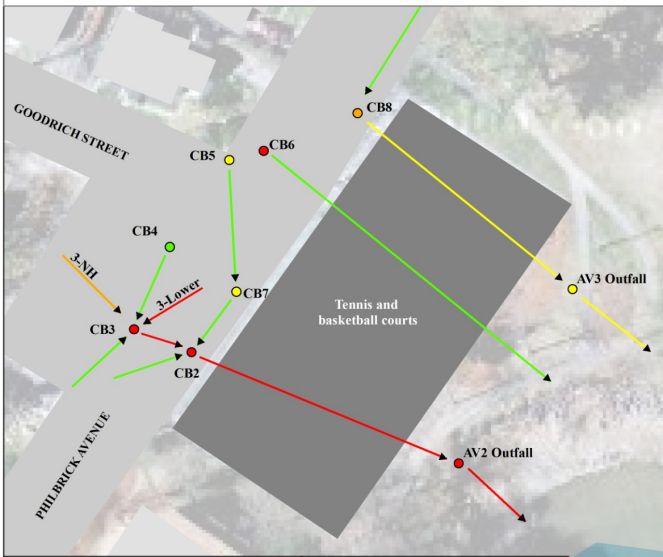 CB8
GOODRICH STREET
CB5
CB6
CB4
3-NH
3-Lower
CB7
Tennis and
basketball courts
AV3 Outfall
CB3
CB2
PHILBRICK AVENUE
AV2 Outfall